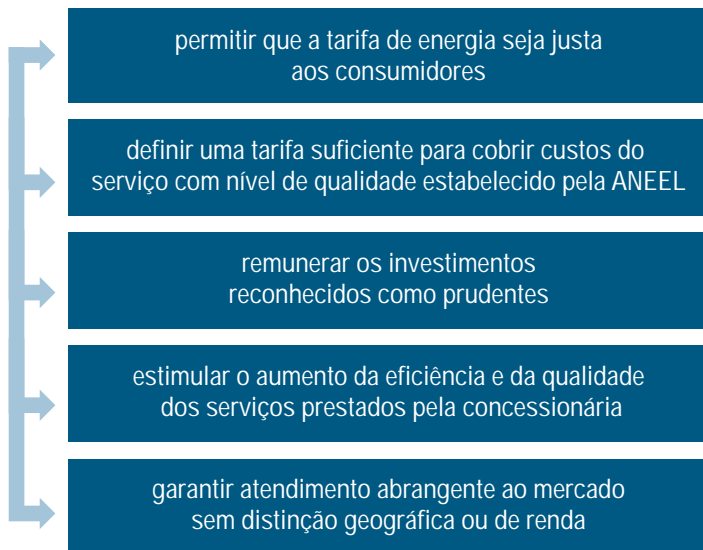 permitir que a tarifa de energia seja justa
aos consumidores
definir uma tarifa suficiente para cobrir custos do
serviço com nível de qualidade estabelecido pela ANEEL
remunerar os investimentos
reconhecidos como prudentes
estimular o aumento da eficiência e da qualidade
dos serviços prestados pela concessionária
garantir atendimento abrangente ao mercado
sem distinção geográfica ou de renda